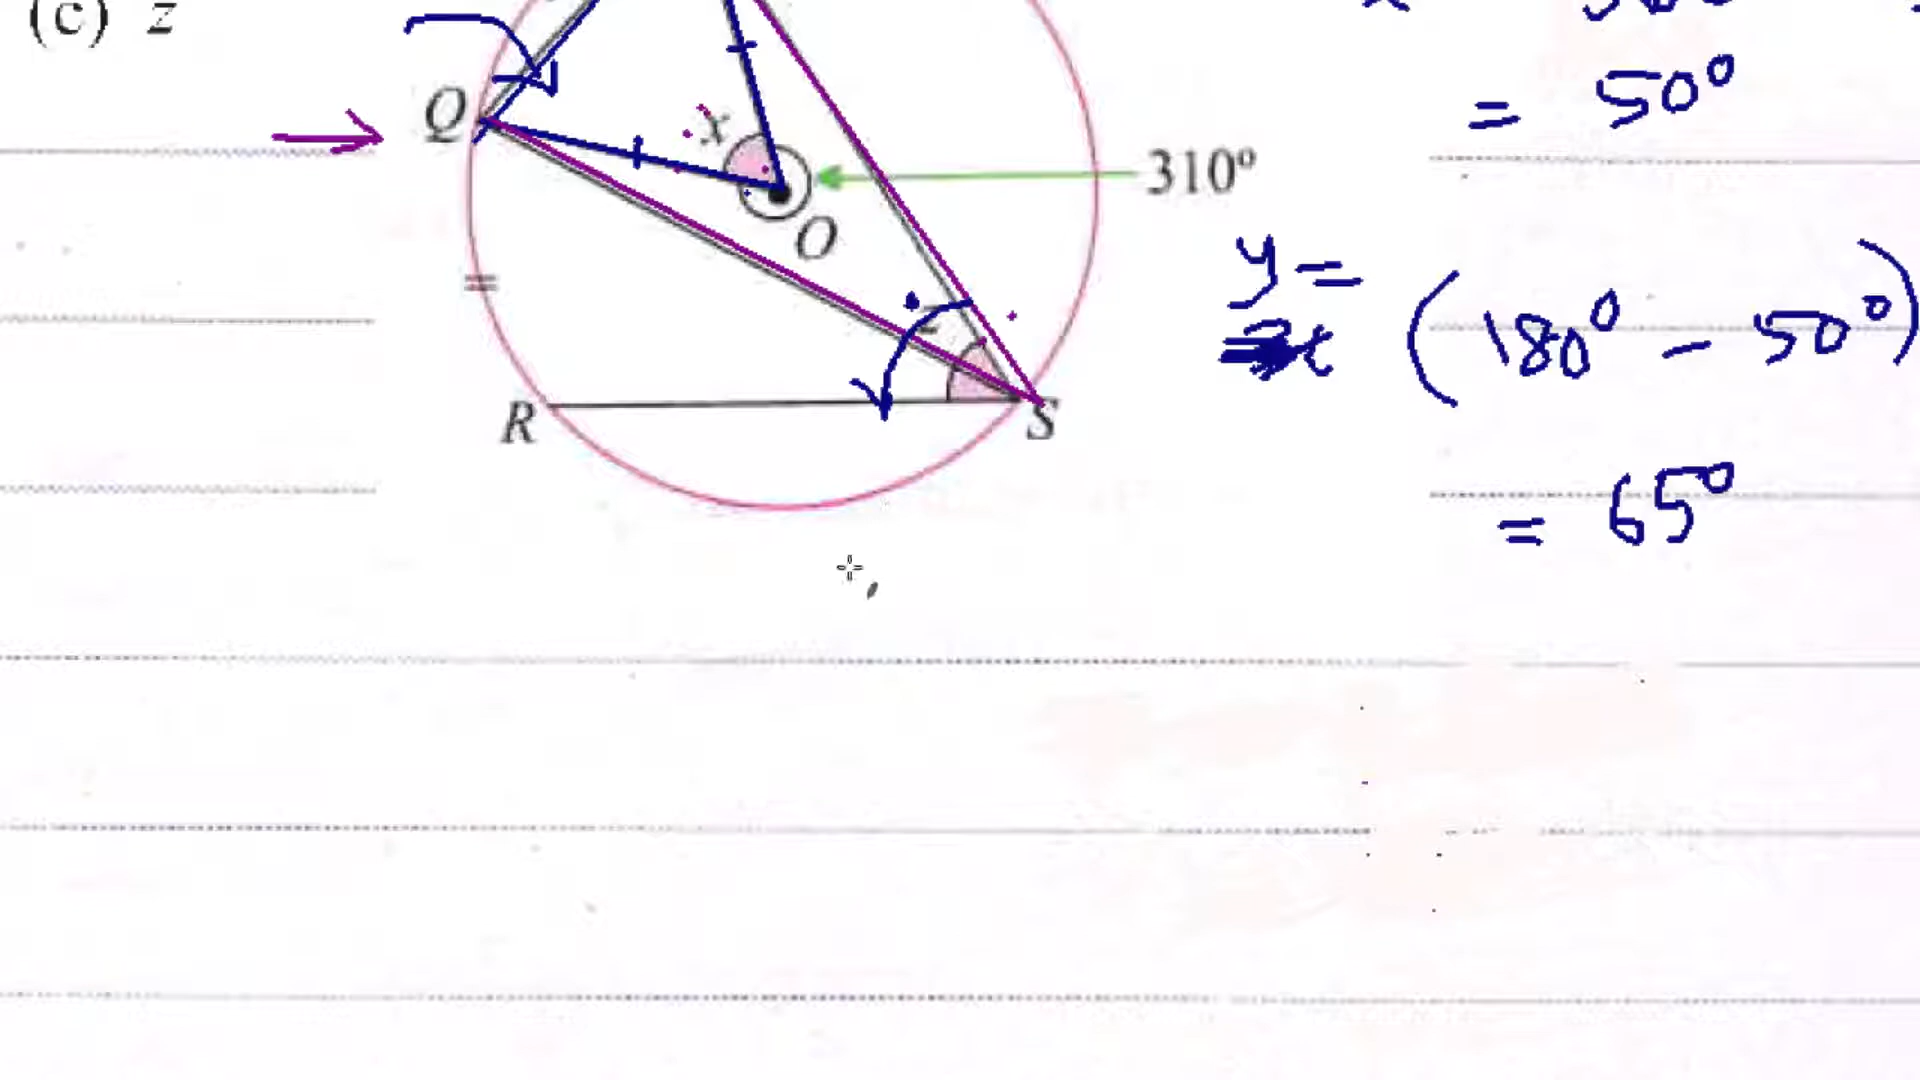 (c) z
= 50°
Q
x
310°
O
y = (180° - 50°)
z
=
R
S
= 65°